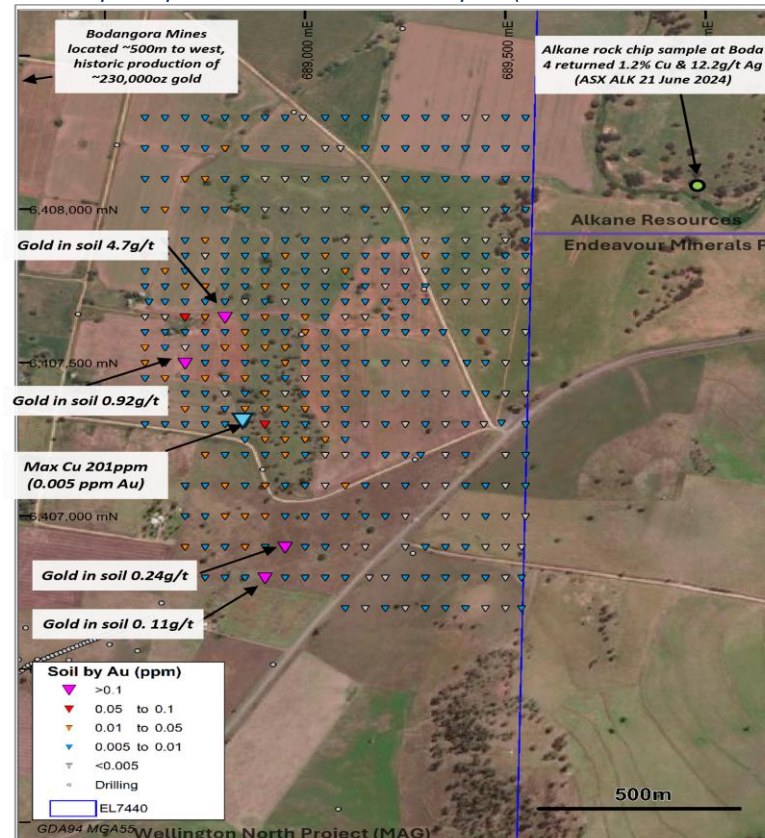 Bodangora Mines
located ~500m to west,
historic production of
~230,000oz gold
689,000 mE
689,500 mE
Alkane rock chip sample at Boda
4 returned 1.2% Cu & 12.2g/t Ag
(ASX ALK 21 June 2024)
6,408,000 mN
Alkane Resources
Endeavour Minerals P
Gold in soil 4.7g/t
6,407,500 mN
Gold in soil 0.92g/t
Max Cu 201ppm
(0.005 ppm Au)
6,407,000 mN
Gold in soil 0.24g/t
Gold in soil 0. 11g/t
Soil by Au (ppm)
>0.1
0.05 to 0.1
0.01 to 0.05
0.005 to 0.01
<0.005
Drilling
EL7440
500m
GDA94 MGA55
Wellington North Project (MAG)